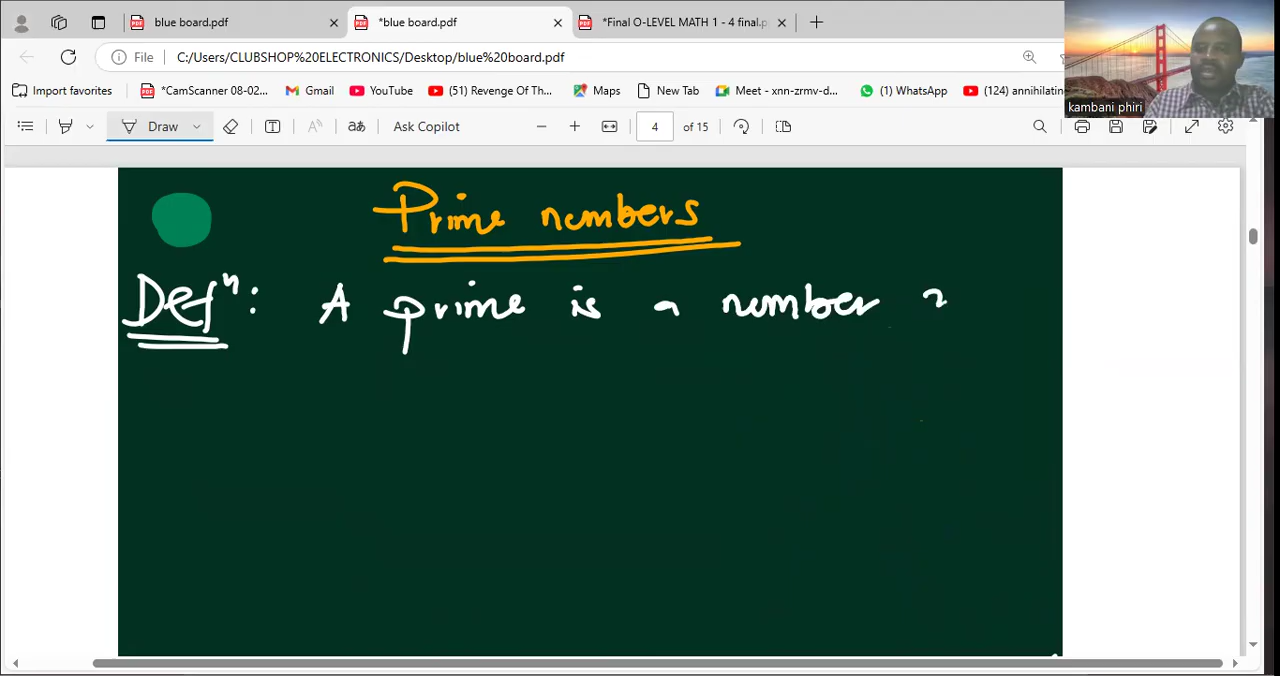 blue board.pdf
*blue board.pdf
*Final O-LEVEL MATH 1 - 4 final.p
File
C:/Users/CLUBSHOP%20ELECTRONICS/Desktop/blue%20board.pdf
Import favorites
*CamScanner 08-02...
Gmail
YouTube
(51) Revenge Of Th...
Maps
New Tab
Meet - xnn-zrmv-d...
(1) WhatsApp
(124) annihilatin
kambani phiri
Draw
Ask Copilot
4 of 15
Prime numbers
Defⁿ: A prime is a number